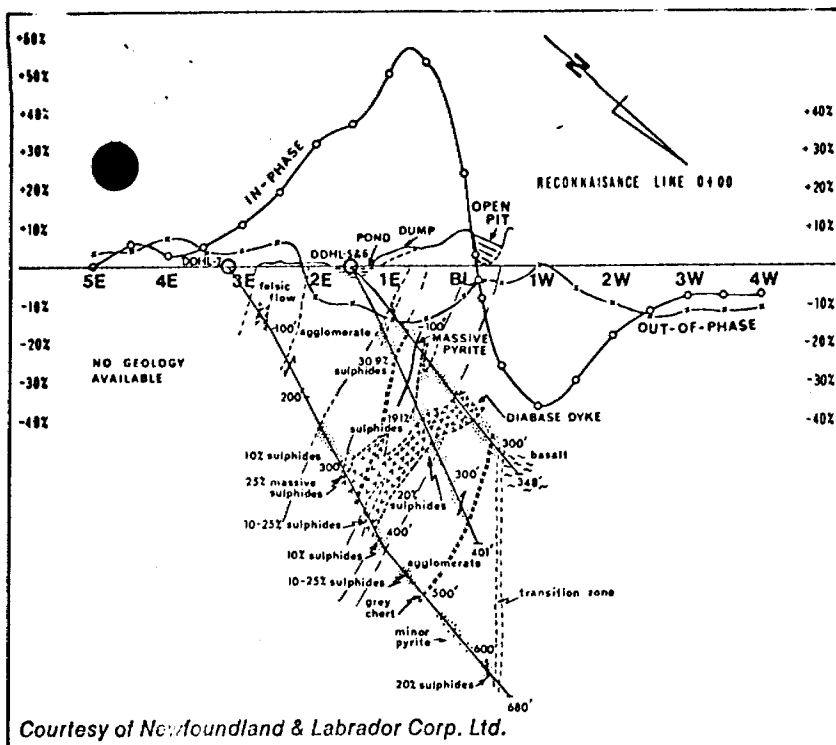 +60%
+50%
+40%
+30%
+20%
+10%
-10%
-20%
-30%
-40%
+40%
+30%
+20%
+10%
-10%
-20%
-30%
-40%
IN-PHASE
N
RECONNAISANCE LINE 0+00
OPEN
PIT
DUMP
POND
DDHL-7
DDHL-5&6
5E 4E 3E 2E 1E BL 1W 2W 3W 4W
OUT-OF-PHASE
felsic
flow
NO GEOLOGY
AVAILABLE
100'
agglomerate
30.9%
sulphides
100'
MASSIVE
PYRITE
200'
19.12%
sulphides
DIABASE DYKE
10% sulphides
300'
25% massive
sulphides
10-25% sulphides
400'
10% sulphides
10-25% sulphides
20%
sulphides
300'
401'
300'
basalt
348'
agglomerate
500'
grey
chert
minor
pyrite
transition zone
600'
20% sulphides
680'
Courtesy of Newfoundland & Labrador Corp. Ltd.